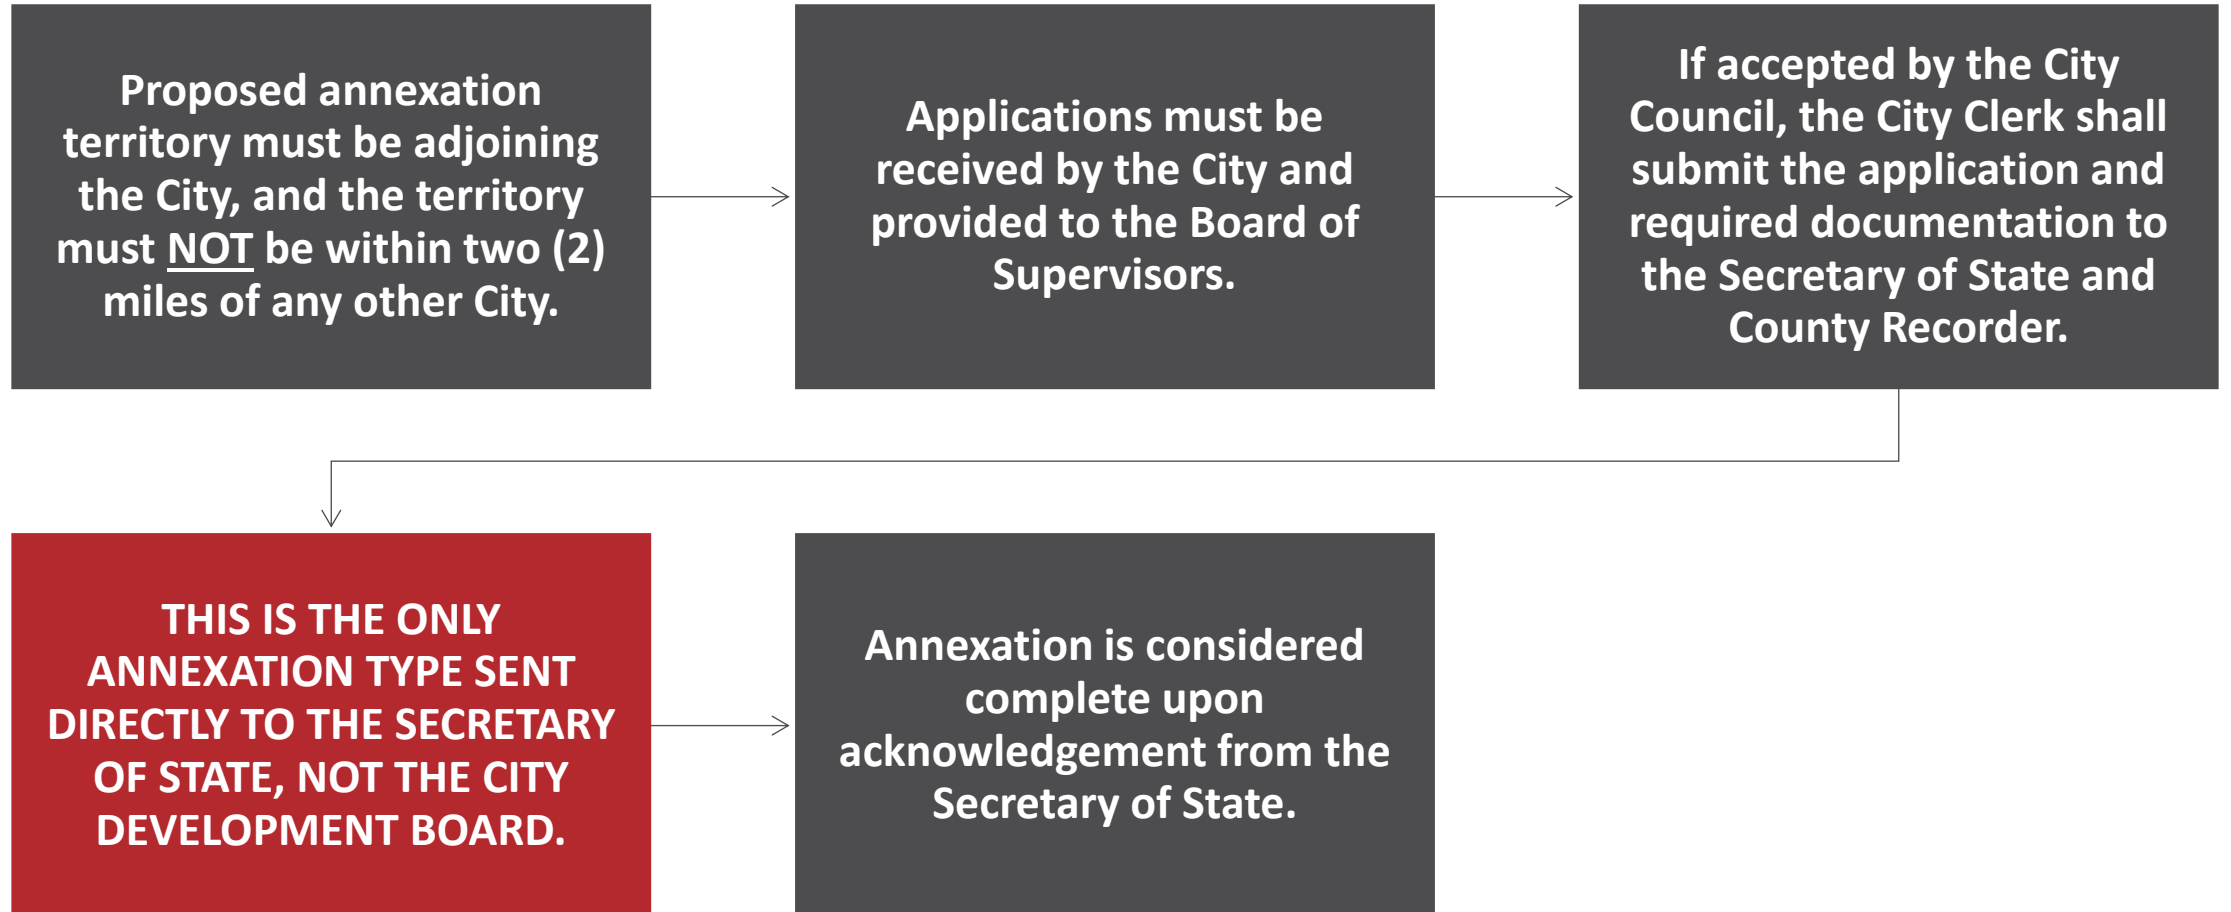 Proposed annexation
territory must be adjoining
the City, and the territory
must NOT be within two (2)
miles of any other City.
Applications must be
received by the City and
provided to the Board of
Supervisors.
If accepted by the City
Council, the City Clerk shall
submit the application and
required documentation to
the Secretary of State and
County Recorder.
THIS IS THE ONLY
ANNEXATION TYPE SENT
DIRECTLY TO THE SECRETARY
OF STATE, NOT THE CITY
DEVELOPMENT BOARD.
Annexation is considered
complete upon
acknowledgement from the
Secretary of State.